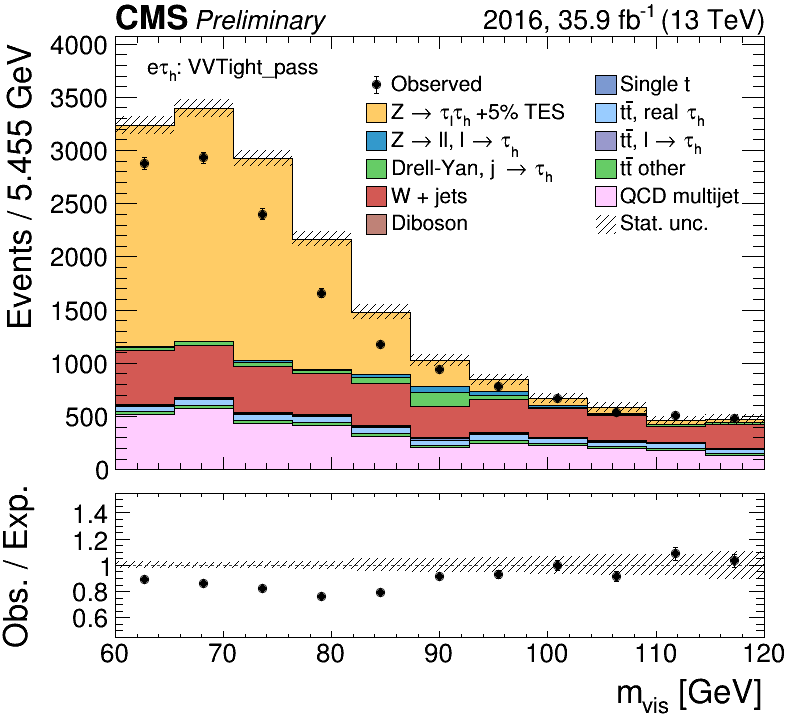 CMS Preliminary 2016, 35.9 fb⁻¹ (13 TeV)
eτₕ: VVTight_pass
Observed
Z → τₗτₕ +5% TES
Z → ll, l → τₕ
Drell-Yan, j → τₕ
W + jets
Diboson
Single t
tt̄, real τₕ
tt̄, l → τₕ
tt̄ other
QCD multijet
Stat. unc.
Events / 5.455 GeV
4000
3500
3000
2500
2000
1500
1000
500
0
Obs. / Exp.
1.4
1.2
1
0.8
0.6
60 70 80 90 100 110 120
m_vis [GeV]